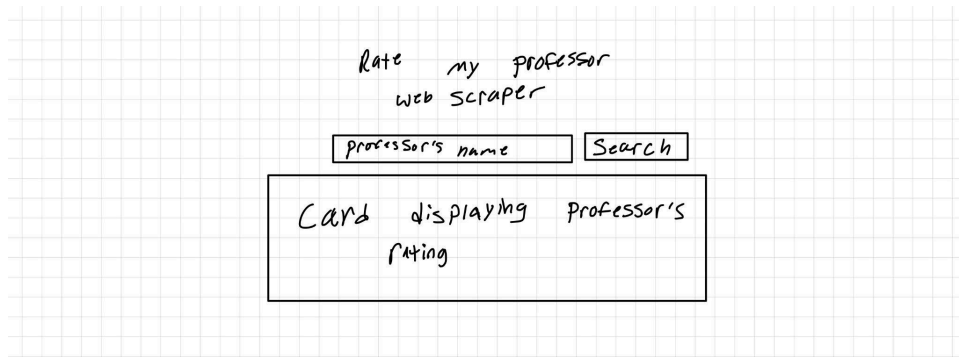 Rate my professor
web scraper
professor's name
Search
Card displaying professor's
rating